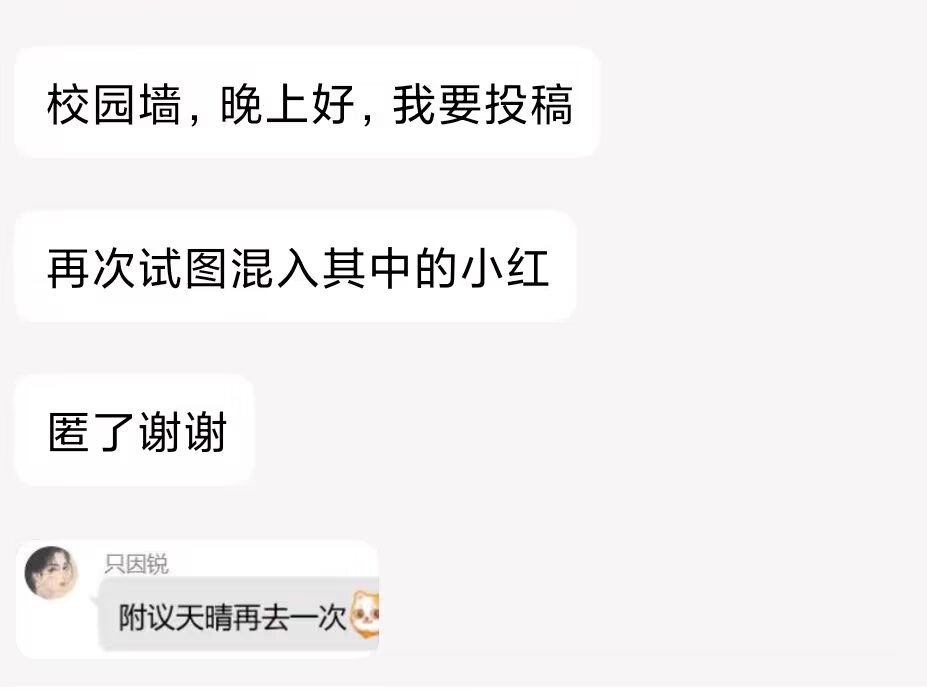 校园墙，晚上好，我要投稿
再次试图混入其中的小红
匿了谢谢
只因锐
附议天晴再去一次